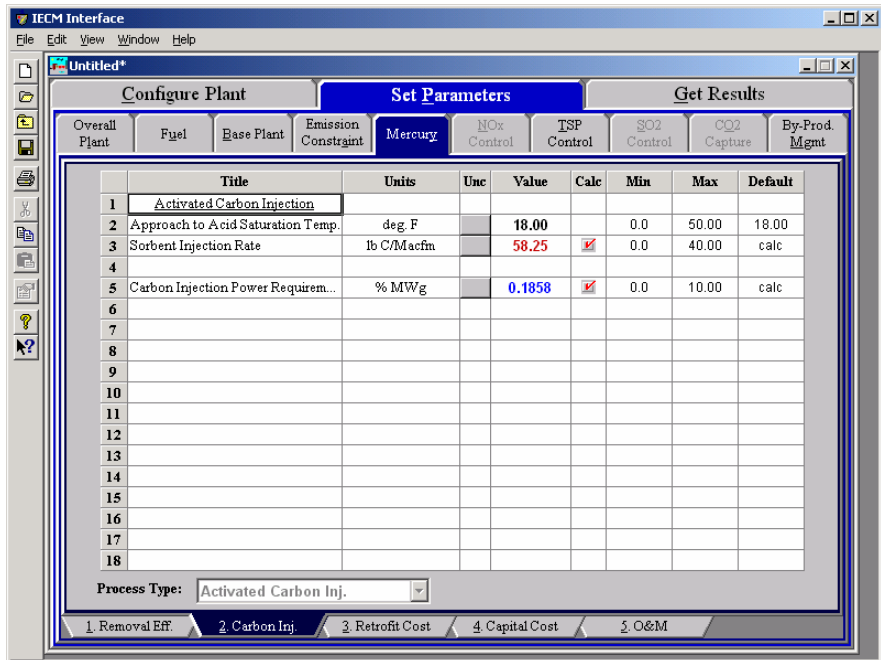 IECM Interface
File Edit View Window Help
Untitled*
Configure Plant Set Parameters Get Results
Overall Plant Fuel Base Plant Emission Constraint Mercury NOx Control TSP Control SO2 Control CO2 Capture By-Prod. Mgmt
Title Units Unc Value Calc Min Max Default
1 Activated Carbon Injection
2 Approach to Acid Saturation Temp. deg. F 18.00 0.0 50.00 18.00
3 Sorbent Injection Rate lb C/Macfm 58.25 0.0 40.00 calc
4
5 Carbon Injection Power Requirem... % MWg 0.1858 0.0 10.00 calc
6
7
8
9
10
11
12
13
14
15
16
17
18
Process Type: Activated Carbon Inj.
1. Removal Eff. 2. Carbon Inj. 3. Retrofit Cost 4. Capital Cost 5. O&M